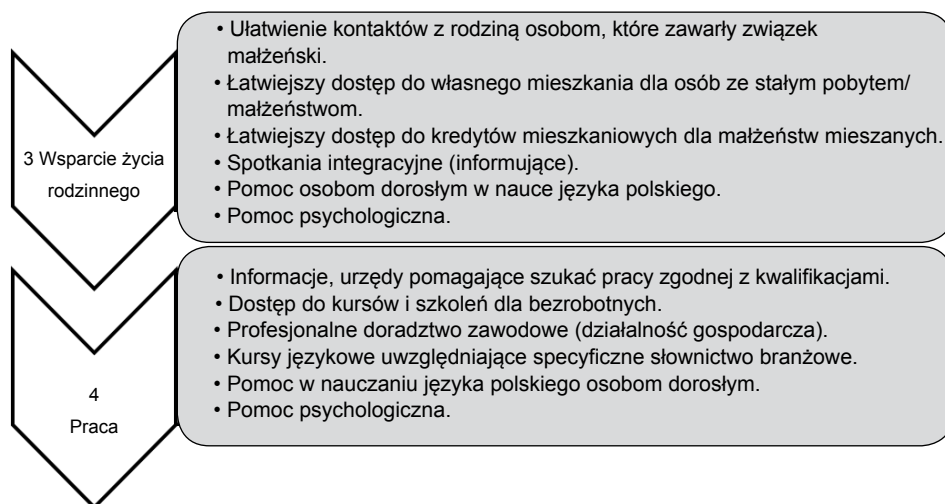 3 Wsparcie życia
rodzinnego
• Ułatwienie kontaktów z rodziną osobom, które zawarły związek
małżeński.
• Łatwiejszy dostęp do własnego mieszkania dla osób ze stałym pobytem/
małżeństwom.
• Łatwiejszy dostęp do kredytów mieszkaniowych dla małżeństw mieszanych.
• Spotkania integracyjne (informujące).
• Pomoc osobom dorosłym w nauce języka polskiego.
• Pomoc psychologiczna.
4
Praca
• Informacje, urzędy pomagające szukać pracy zgodnej z kwalifikacjami.
• Dostęp do kursów i szkoleń dla bezrobotnych.
• Profesjonalne doradztwo zawodowe (działalność gospodarcza).
• Kursy językowe uwzględniające specyficzne słownictwo branżowe.
• Pomoc w nauczaniu języka polskiego osobom dorosłym.
• Pomoc psychologiczna.